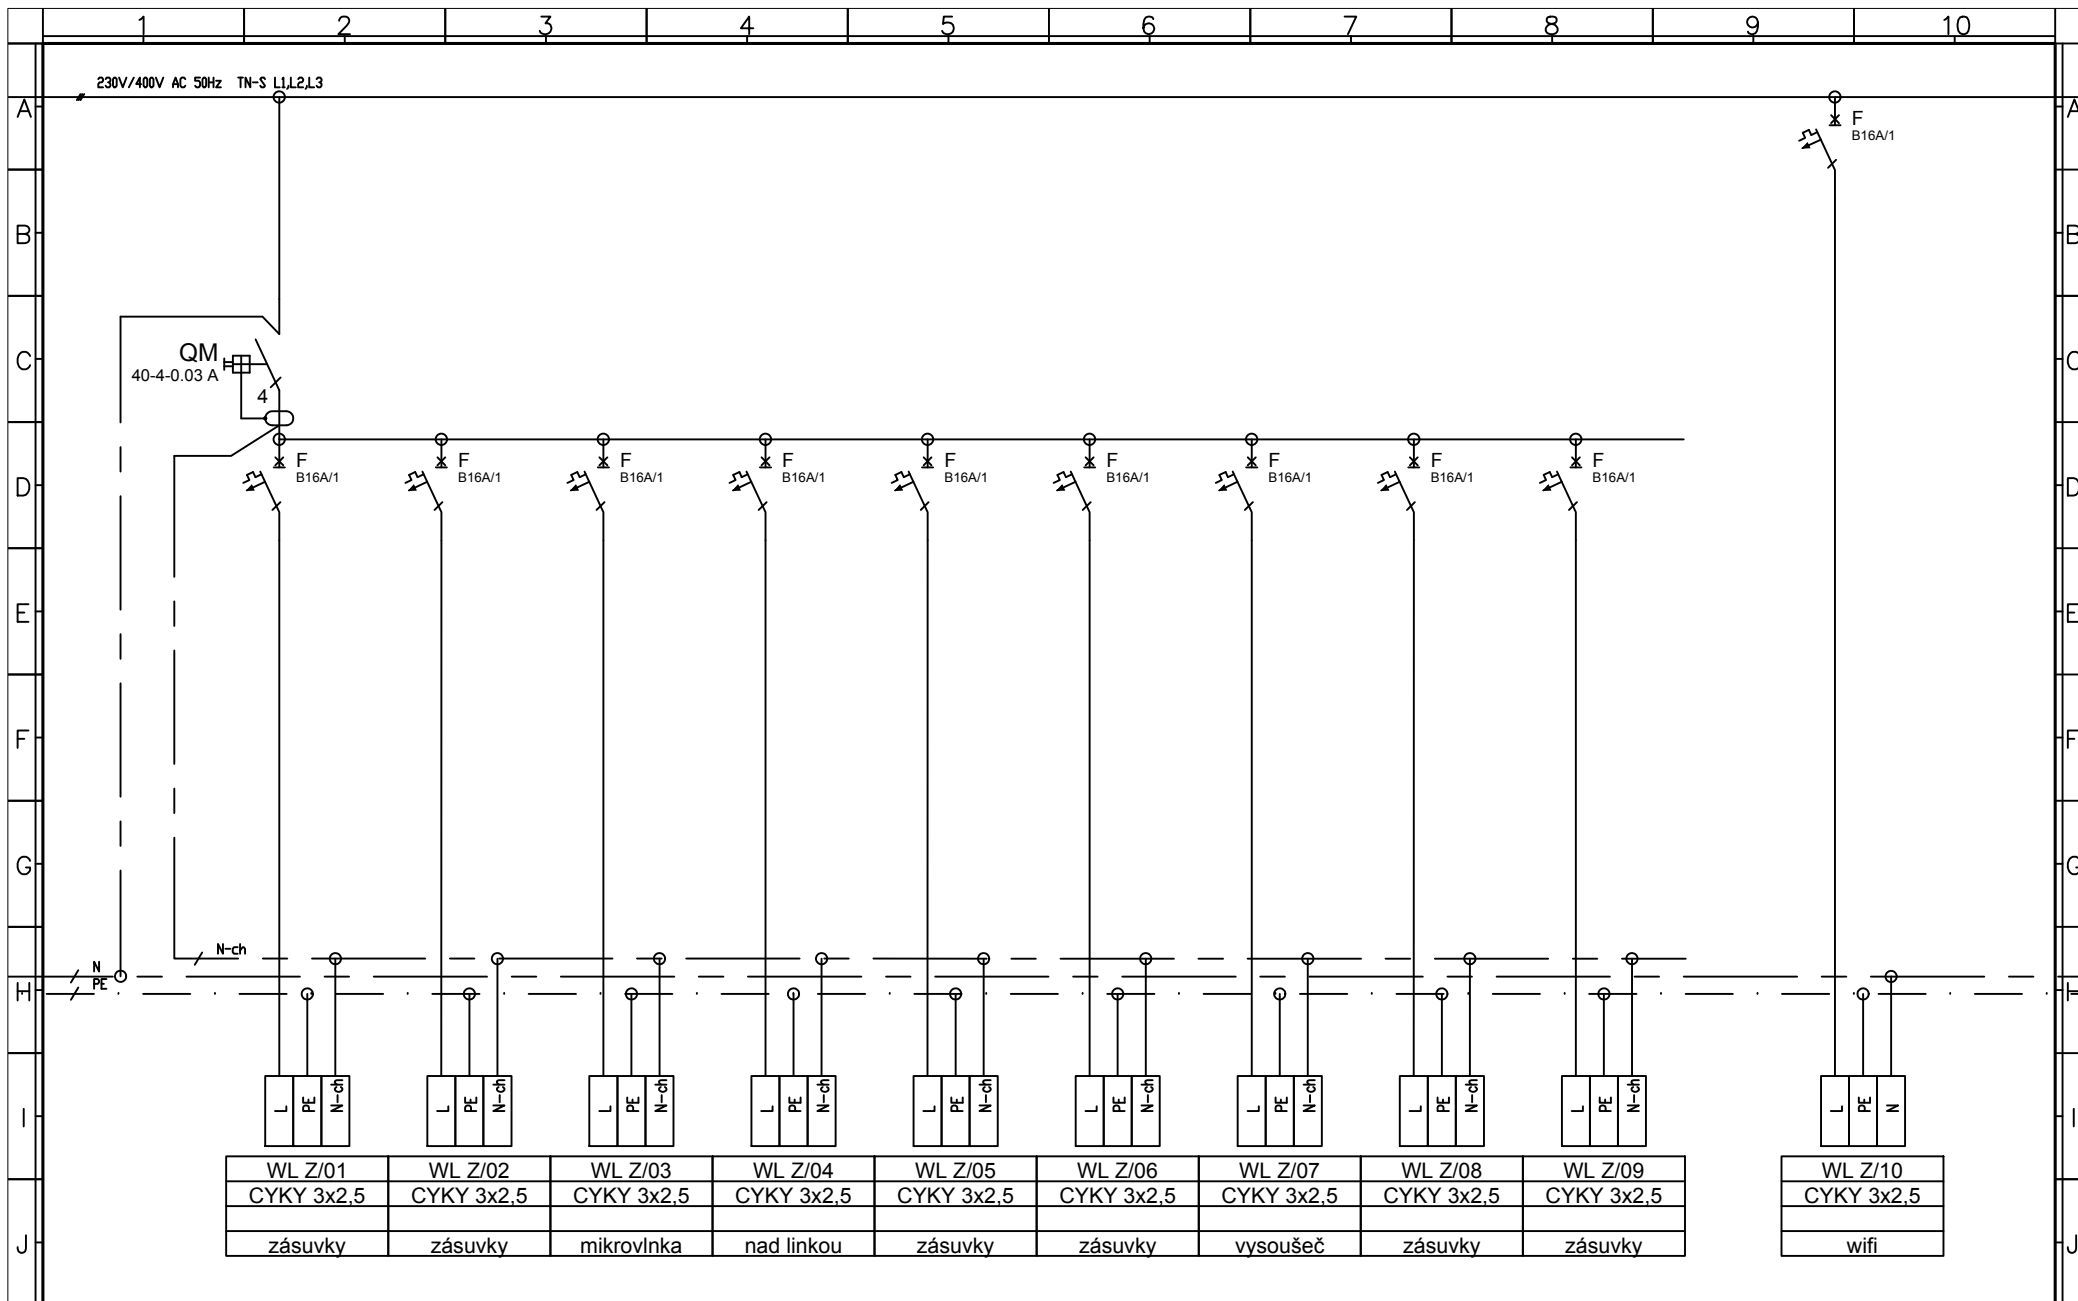 1 2 3 4 5 6 7 8 9 10
230V/400V AC 50Hz TN-S L1,L2,L3
A A
F
B16A/1
B B
QM
40-4-0.03 A
4
C C
F F F F F F F F F
B16A/1 B16A/1 B16A/1 B16A/1 B16A/1 B16A/1 B16A/1 B16A/1 B16A/1
D D
E E
F F
G G
N-ch
N
PE
H H
L PE N-ch L PE N-ch L PE N-ch L PE N-ch L PE N-ch L PE N-ch L PE N-ch L PE N-ch L PE N-ch L PE N
I I
WL Z/01 WL Z/02 WL Z/03 WL Z/04 WL Z/05 WL Z/06 WL Z/07 WL Z/08 WL Z/09 WL Z/10
CYKY 3x2,5 CYKY 3x2,5 CYKY 3x2,5 CYKY 3x2,5 CYKY 3x2,5 CYKY 3x2,5 CYKY 3x2,5 CYKY 3x2,5 CYKY 3x2,5 CYKY 3x2,5
zásuvky zásuvky mikrovlnka nad linkou zásuvky zásuvky vysoušeč zásuvky zásuvky wifi
J J